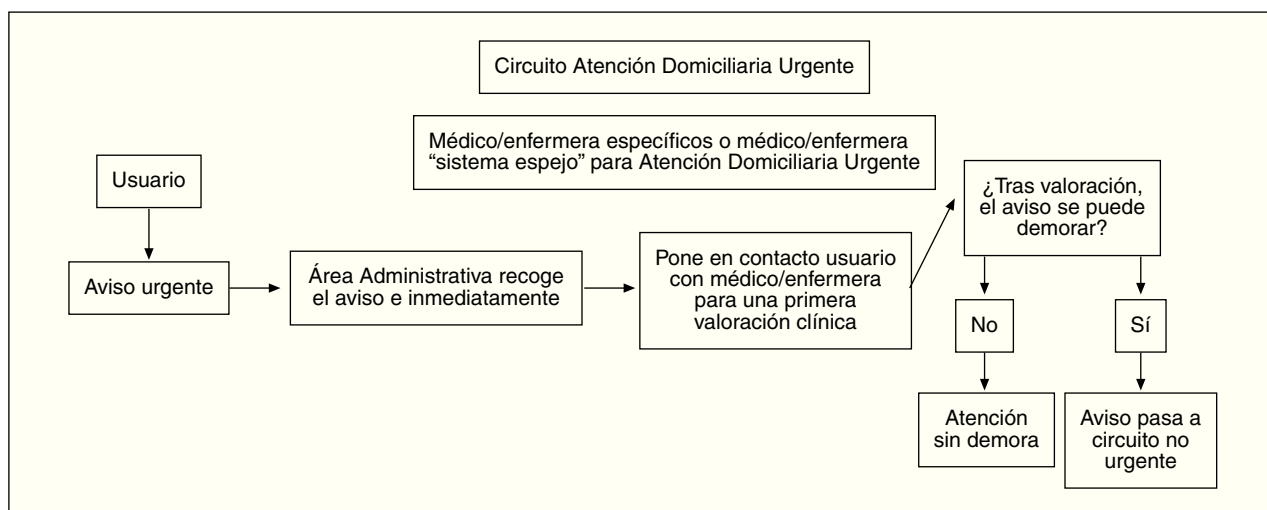 Circuito Atención Domiciliaria Urgente
Médico/enfermera específicos o médico/enfermera
“sistema espejo” para Atención Domiciliaria Urgente
Usuario
Aviso urgente
Área Administrativa recoge
el aviso e inmediatamente
Pone en contacto usuario
con médico/enfermera
para una primera
valoración clínica
¿Tras valoración,
el aviso se puede
demorar?
No
Sí
Atención
sin demora
Aviso pasa a
circuito no
urgente